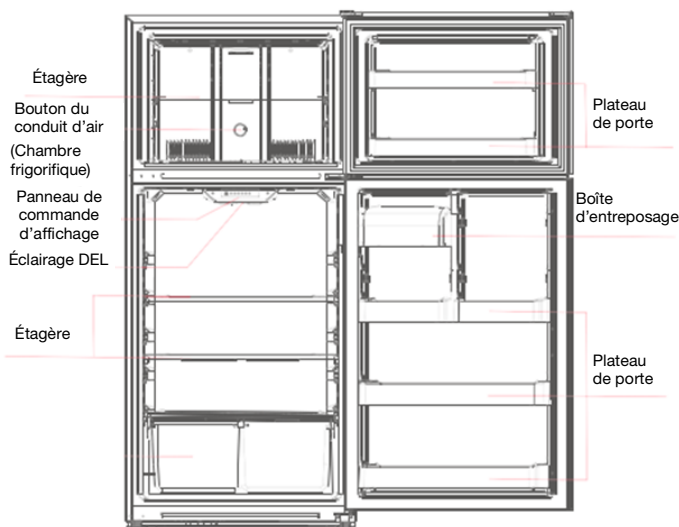 Étagère
Bouton du
conduit d’air
(Chambre
frigorifique)
Panneau de
commande
d’affichage
Éclairage DEL
Étagère
Plateau
de porte
Boîte
d’entreposage
Plateau
de porte